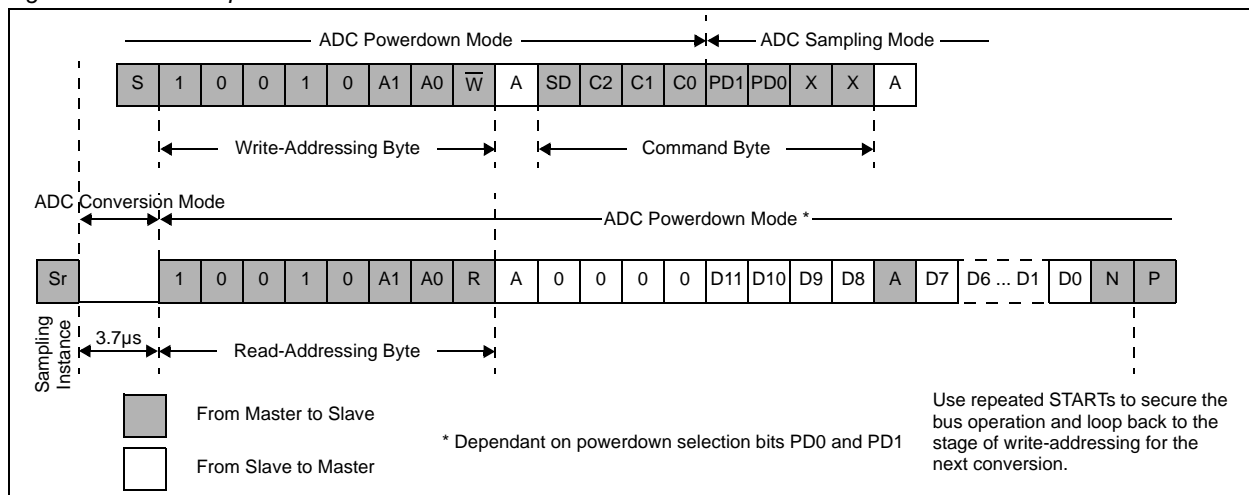 ADC Powerdown Mode ADC Sampling Mode
S 1 0 0 1 0 A1 A0 W̅ A SD C2 C1 C0 PD1 PD0 X X A
Write-Addressing Byte Command Byte
ADC Conversion Mode
ADC Powerdown Mode *
Sr 1 0 0 1 0 A1 A0 R A 0 0 0 0 D11 D10 D9 D8 A D7 D6 ... D1 D0 N P
Sampling
Instance
3.7µs
Read-Addressing Byte
From Master to Slave
From Slave to Master
* Dependant on powerdown selection bits PD0 and PD1
Use repeated STARTs to secure the
bus operation and loop back to the
stage of write-addressing for the
next conversion.